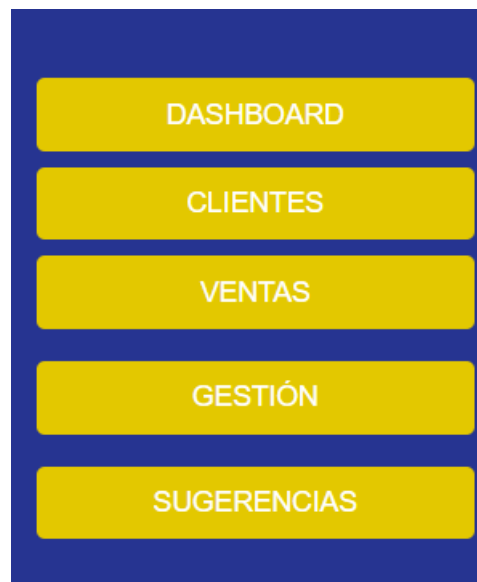 DASHBOARD
CLIENTES
VENTAS
GESTIÓN
SUGERENCIAS